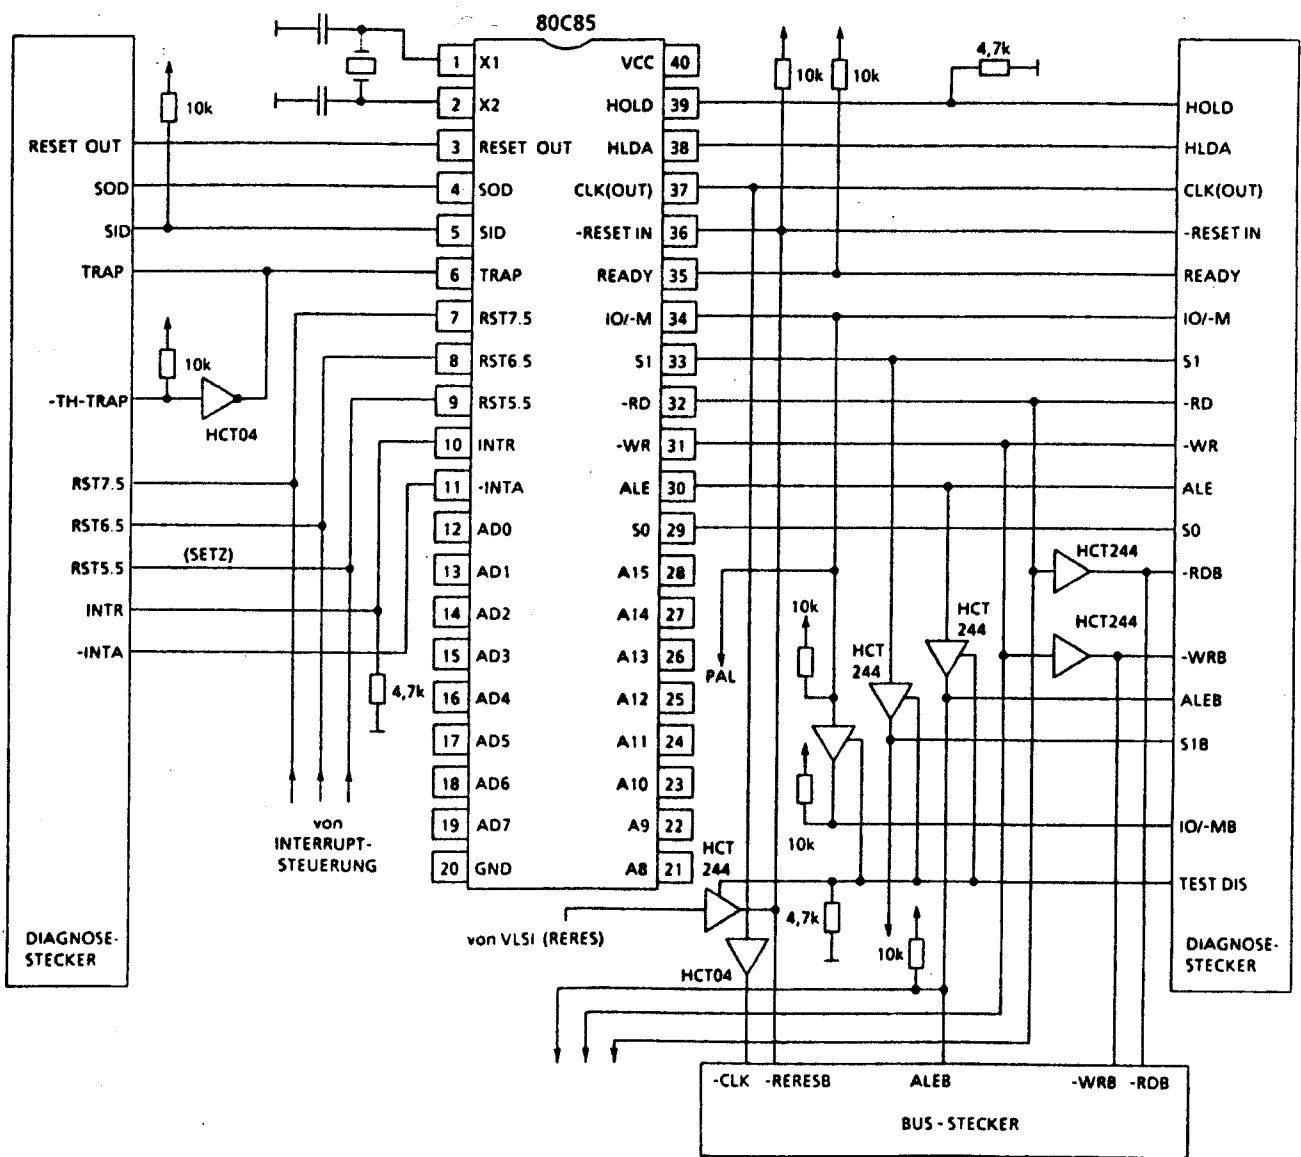 80C85
DIAGNOSE-
STECKER
RESET OUT
SOD
SID
TRAP
-TH-TRAP
RST7.5
RST6.5
RST5.5
INTR
-INTA
10k
10k
HCT04
(SETZ)
4,7k
von
INTERRUPT-
STEUERUNG
1 X1
2 X2
3 RESET OUT
4 SOD
5 SID
6 TRAP
7 RST7.5
8 RST6.5
9 RST5.5
10 INTR
11 -INTA
12 AD0
13 AD1
14 AD2
15 AD3
16 AD4
17 AD5
18 AD6
19 AD7
20 GND
VCC 40
HOLD 39
HLDA 38
CLK(OUT) 37
-RESET IN 36
READY 35
IO/-M 34
S1 33
-RD 32
-WR 31
ALE 30
S0 29
A15 28
A14 27
A13 26
A12 25
A11 24
A10 23
A9 22
A8 21
10k
10k
4,7k
PAL
10k
HCT
244
HCT
244
HCT244
HCT244
10k
HCT
244
von VLSI (RERES)
4,7k
10k
HCT04
HOLD
HLDA
CLK(OUT)
-RESET IN
READY
IO/-M
S1
-RD
-WR
ALE
S0
-RDB
-WRB
ALEB
S1B
IO/-MB
TEST DIS
DIAGNOSE-
STECKER
-CLK -RERESB ALEB -WRB -RDB
BUS - STECKER